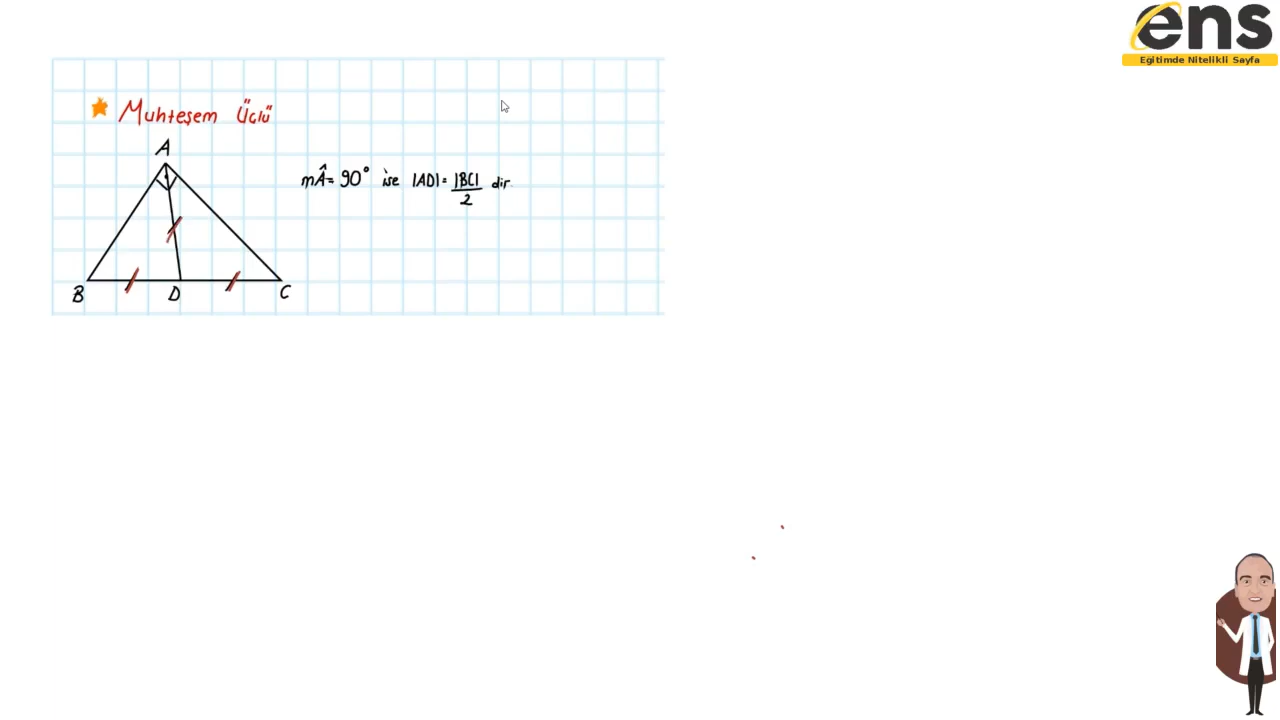 ens
Eğitimde Nitelikli Sayfa
Muhteşem Üçlü
A
mÂ = 90° ise |AD| = |BC|/2 dir.
B D C